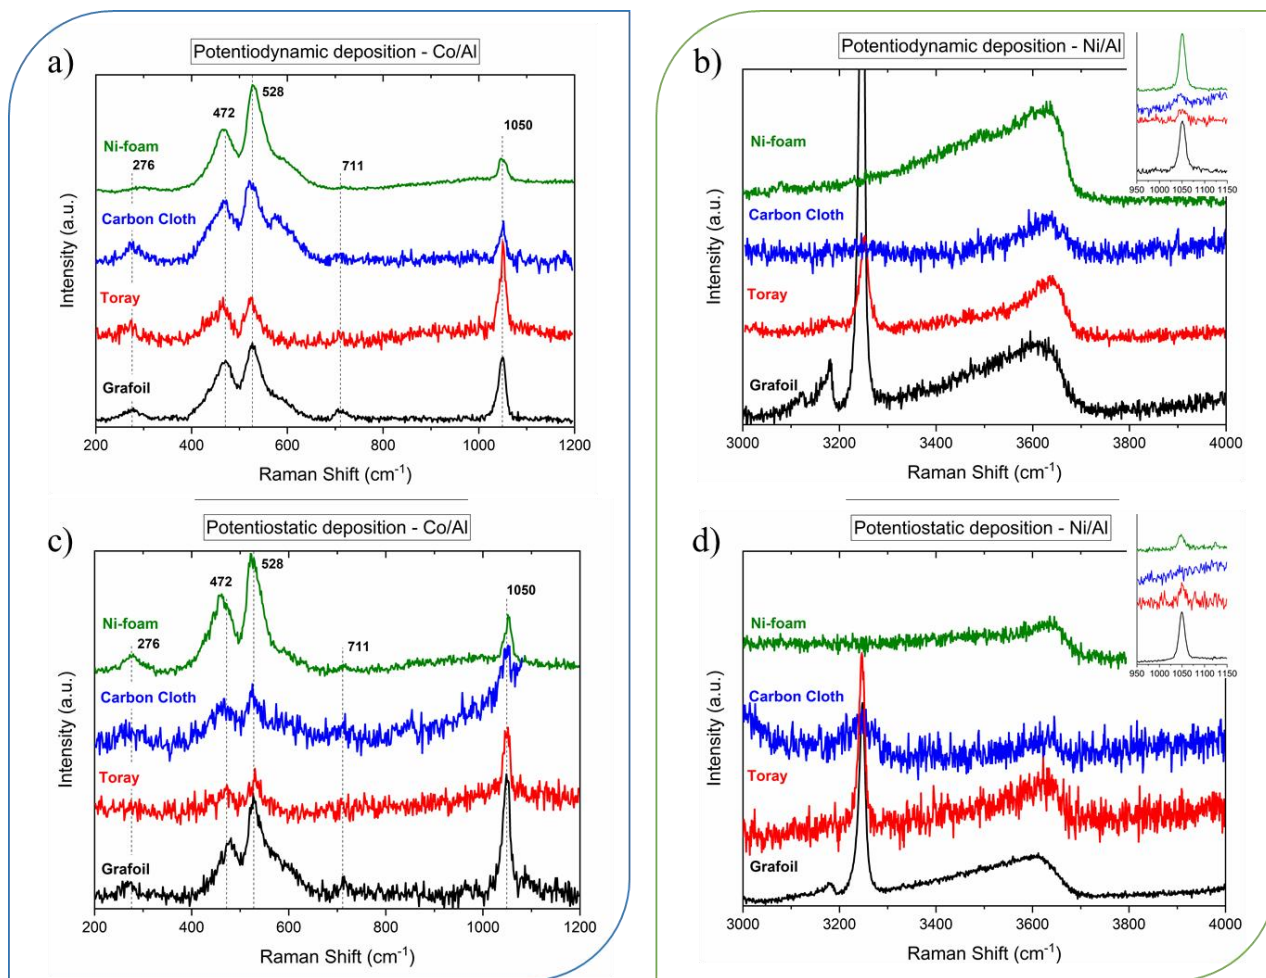 a)
Potentiodynamic deposition - Co/Al
528
472
1050
Ni-foam
276
711
Carbon Cloth
Toray
Grafoil
Intensity (a.u.)
200 400 600 800 1000 1200
Raman Shift (cm-1)
b)
Potentiodynamic deposition - Ni/Al
Ni-foam
950 1000 1050 1100 1150
Carbon Cloth
Toray
Grafoil
Intensity (a.u.)
3000 3200 3400 3600 3800 4000
Raman Shift (cm-1)
c)
Potentiostatic deposition - Co/Al
528
472
1050
Ni-foam
276
711
Carbon Cloth
Toray
Grafoil
Intensity (a.u.)
200 400 600 800 1000 1200
Raman Shift (cm-1)
d)
Potentiostatic deposition - Ni/Al
Ni-foam
950 1000 1050 1100 1150
Carbon Cloth
Toray
Grafoil
Intensity (a.u.)
3000 3200 3400 3600 3800 4000
Raman Shift (cm-1)